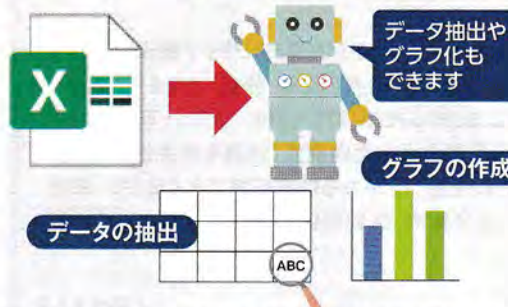 X
データ抽出や
グラフ化も
できます
グラフの作成
データの抽出
ABC